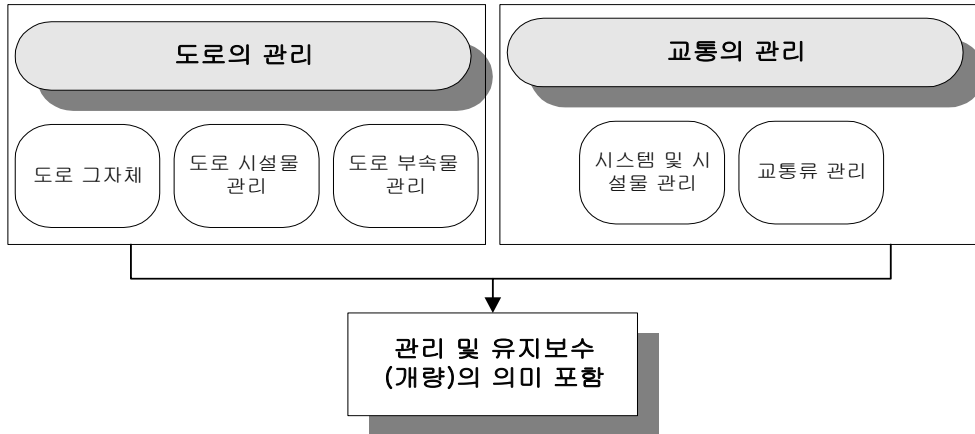 도로의 관리
교통의 관리
도로 그자체
도로 시설물
관리
도로 부속물
관리
시스템 및 시
설물 관리
교통류 관리
관리 및 유지보수
(개량)의 의미 포함